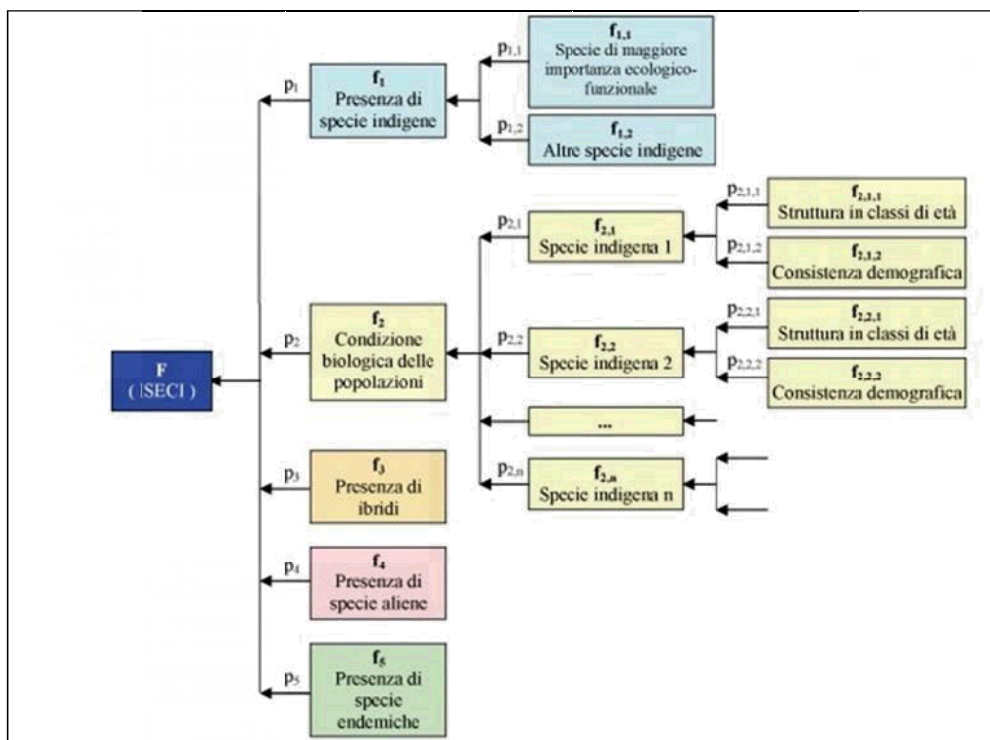 F
( ISECI )
p1
f1
Presenza di
specie indigene
p1,1
f1,1
Specie di maggiore
importanza ecologico-
funzionale
p1,2
f1,2
Altre specie indigene
p2
f2
Condizione
biologica delle
popolazioni
p2,1
f2,1
Specie indigena 1
p2,1,1
f2,1,1
Struttura in classi di età
p2,1,2
f2,1,2
Consistenza demografica
p2,2
f2,2
Specie indigena 2
p2,2,1
f2,2,1
Struttura in classi di età
p2,2,2
f2,2,2
Consistenza demografica
...
p2,n
f2,n
Specie indigena n
p3
f3
Presenza di
ibridi
p4
f4
Presenza di
specie aliene
p5
f5
Presenza di
specie
endemiche